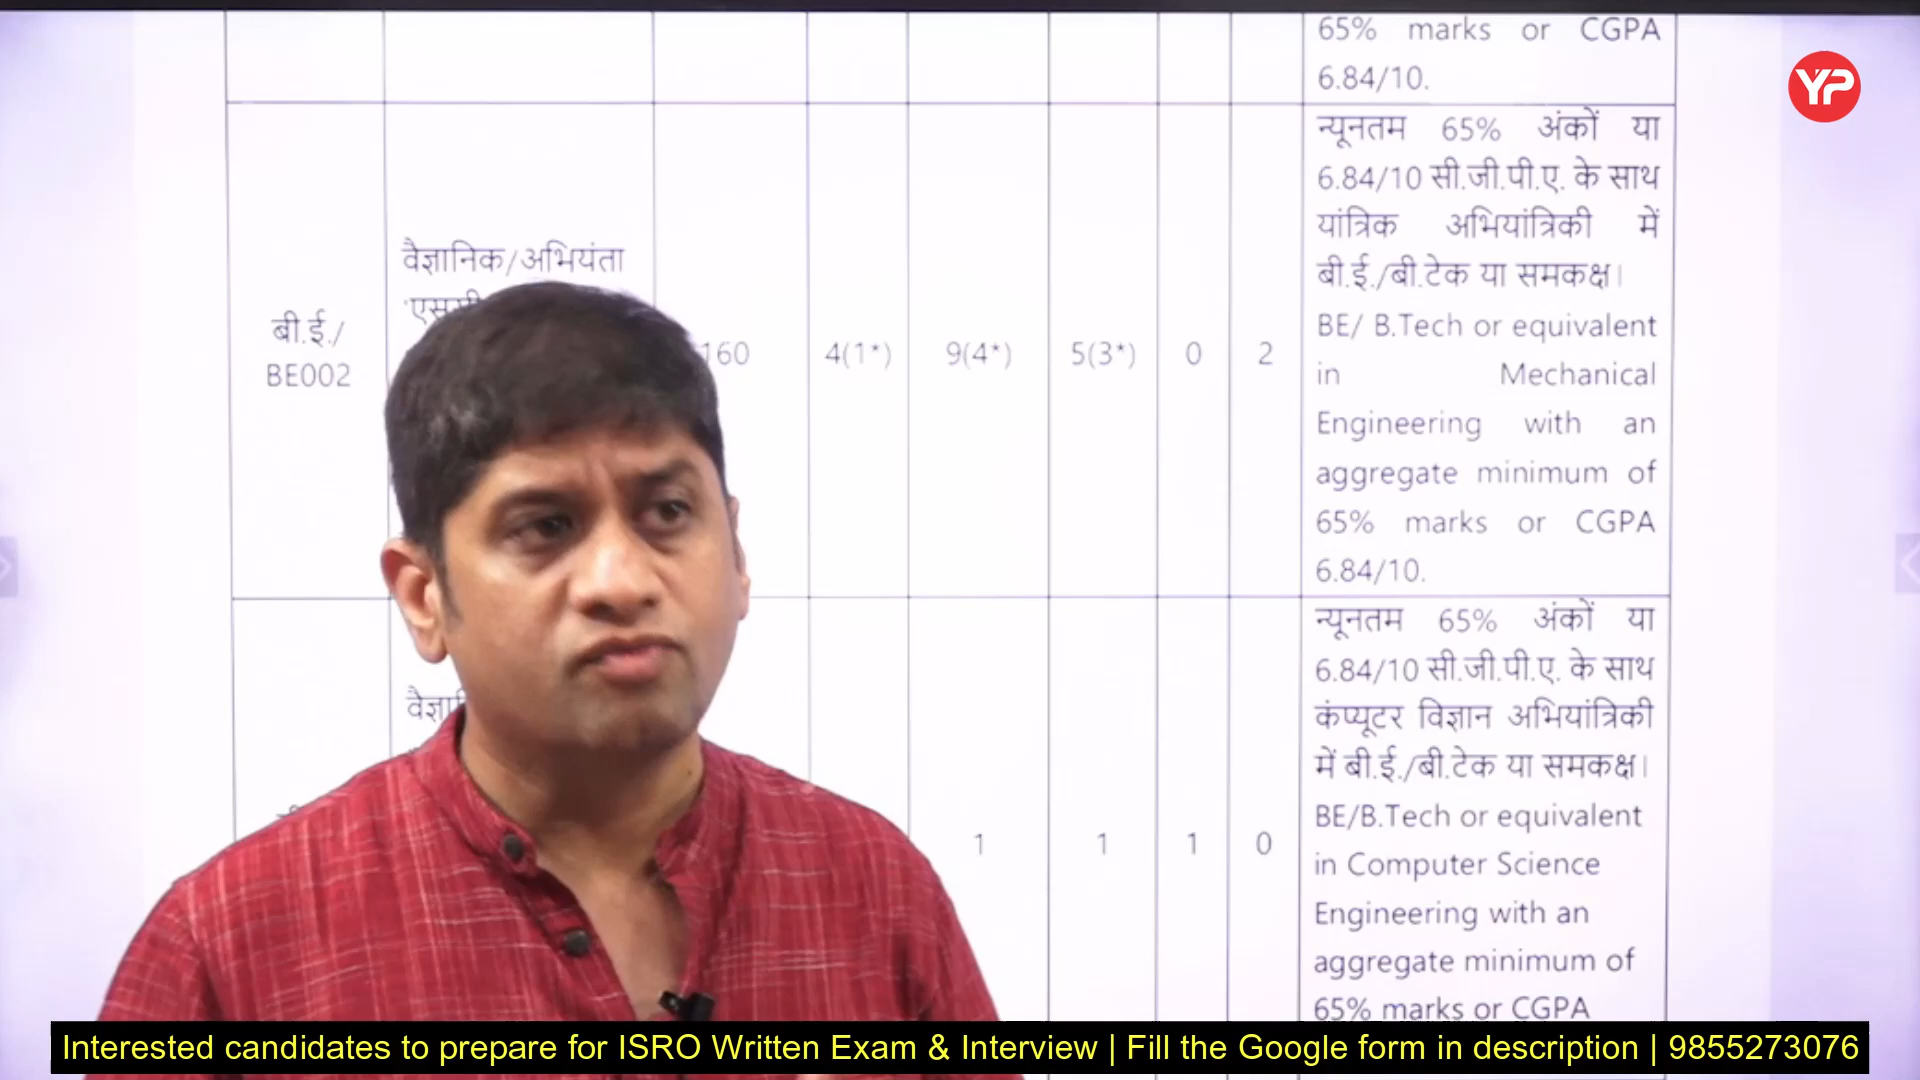 65% marks or CGPA
6.84/10.
YP
बी.ई./
BE002
वैज्ञानिक/अभियंता
160
4(1*)
9(4*)
5(3*)
0
2
न्यूनतम 65% अंकों या
6.84/10 सी.जी.पी.ए. के साथ
यांत्रिक अभियांत्रिकी में
बी.ई./बी.टेक या समकक्ष।
BE/ B.Tech or equivalent
in Mechanical
Engineering with an
aggregate minimum of
65% marks or CGPA
6.84/10.
1
1
1
0
न्यूनतम 65% अंकों या
6.84/10 सी.जी.पी.ए. के साथ
कंप्यूटर विज्ञान अभियांत्रिकी
में बी.ई./बी.टेक या समकक्ष।
BE/B.Tech or equivalent
in Computer Science
Engineering with an
aggregate minimum of
65% marks or CGPA
Interested candidates to prepare for ISRO Written Exam & Interview | Fill the Google form in description | 9855273076